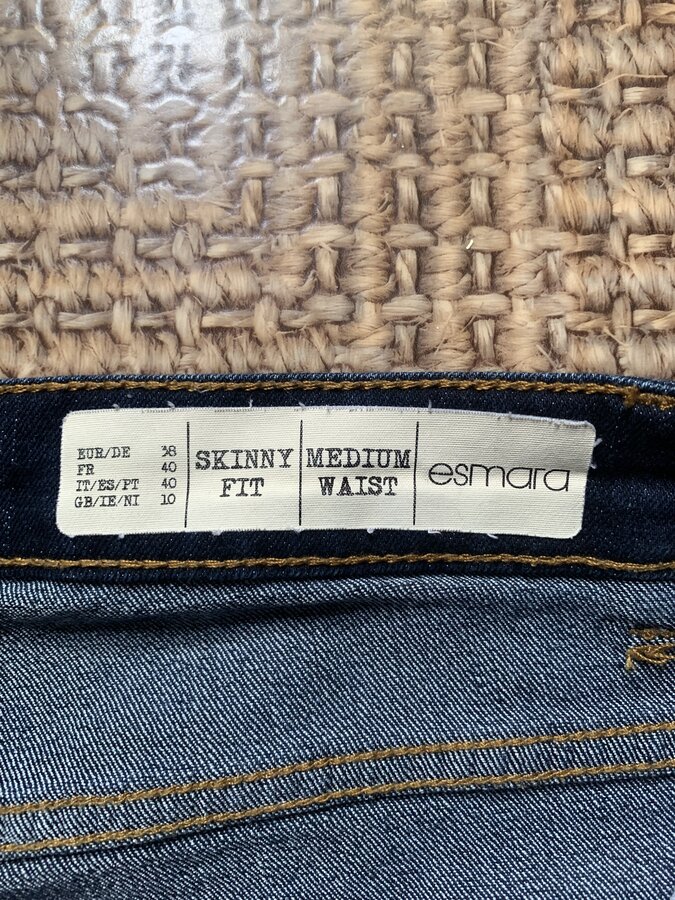 EUR/DE 38
FR 40
IT/ES/PT 40
GB/IE/NI 10
SKINNY
FIT
MEDIUM
WAIST
esmara